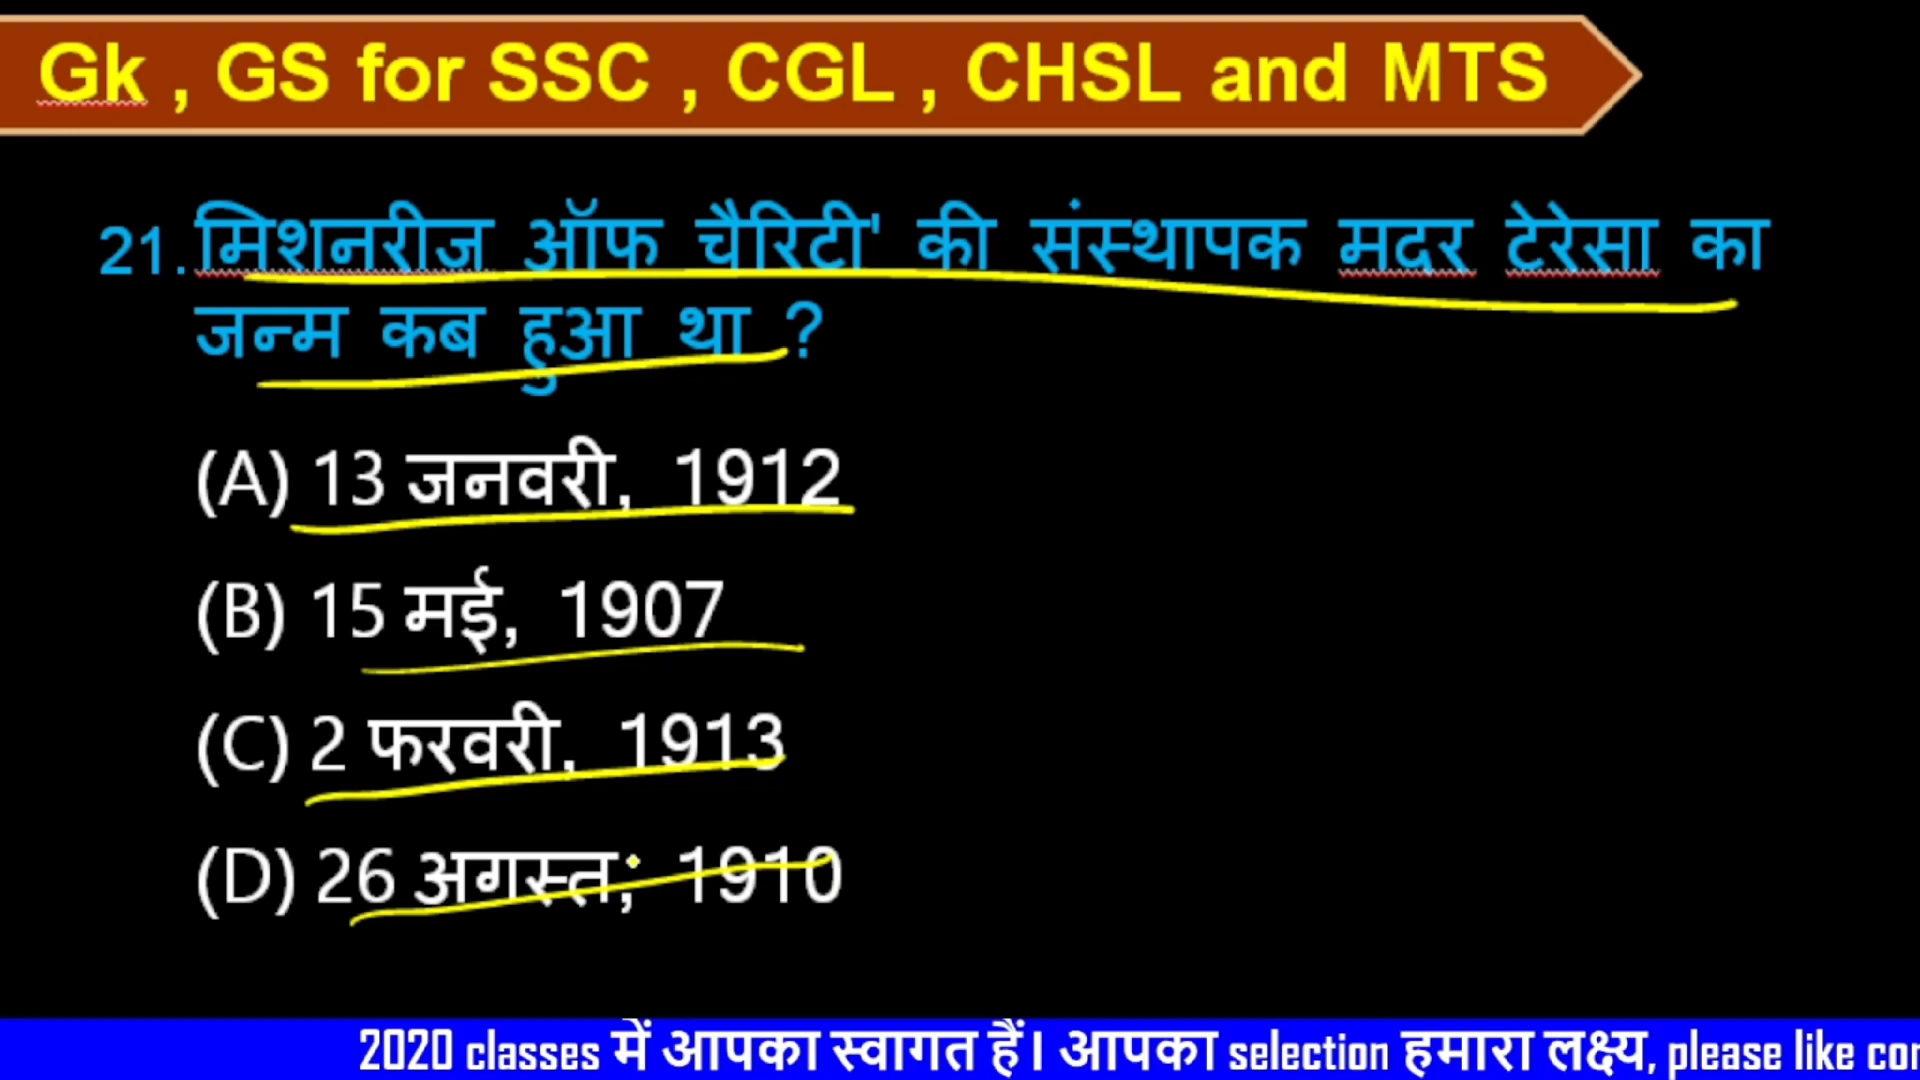 Gk , GS for SSC , CGL , CHSL and MTS
21. मिशनरीज ऑफ चैरिटी' की संस्थापक मदर टेरेसा का
जन्म कब हुआ था ?
(A) 13 जनवरी, 1912
(B) 15 मई, 1907
(C) 2 फरवरी, 1913
(D) 26 अगस्त; 1910
2020 classes में आपका स्वागत हैं। आपका selection हमारा लक्ष्य, please like